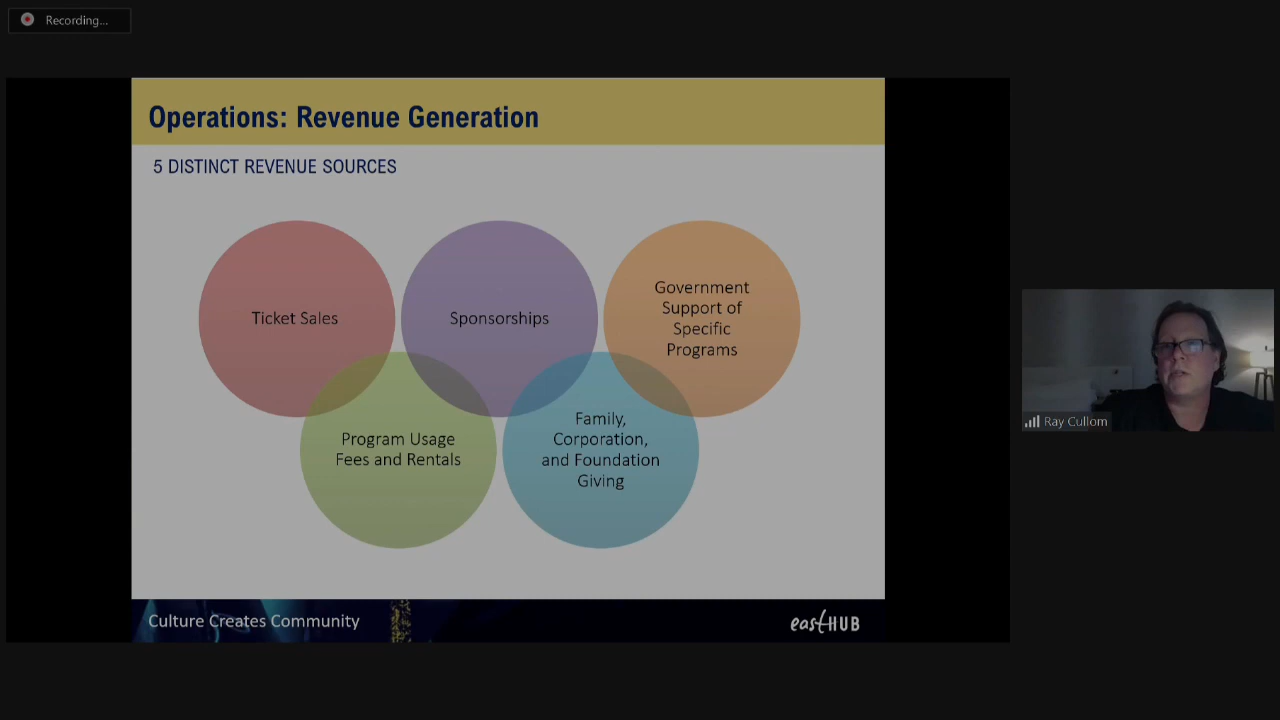 Recording...
Operations: Revenue Generation
5 DISTINCT REVENUE SOURCES
Ticket Sales
Sponsorships
Government
Support of
Specific
Programs
Program Usage
Fees and Rentals
Family,
Corporation,
and Foundation
Giving
Culture Creates Community
eastHUB
Ray Cullom